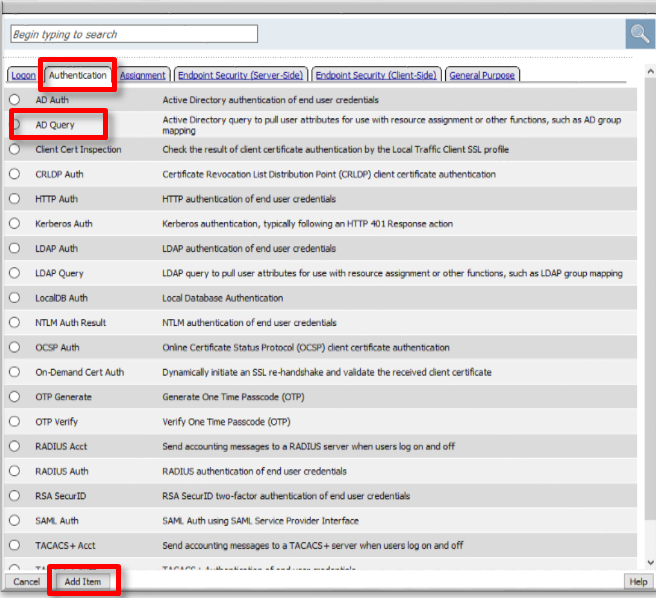 Begin typing to search
Logon Authentication Assignment Endpoint Security (Server-Side) Endpoint Security (Client-Side) General Purpose
AD Auth Active Directory authentication of end user credentials
AD Query Active Directory query to pull user attributes for use with resource assignment or other functions, such as AD group
mapping
Client Cert Inspection Check the result of client certificate authentication by the Local Traffic Client SSL profile
CRLDP Auth Certificate Revocation List Distribution Point (CRLDP) client certificate authentication
HTTP Auth HTTP authentication of end user credentials
Kerberos Auth Kerberos authentication, typically following an HTTP 401 Response action
LDAP Auth LDAP authentication of end user credentials
LDAP Query LDAP query to pull user attributes for use with resource assignment or other functions, such as LDAP group mapping
LocalDB Auth Local Database Authentication
NTLM Auth Result NTLM authentication of end user credentials
OCSP Auth Online Certificate Status Protocol (OCSP) client certificate authentication
On-Demand Cert Auth Dynamically initiate an SSL re-handshake and validate the received client certificate
OTP Generate Generate One Time Passcode (OTP)
OTP Verify Verify One Time Passcode (OTP)
RADIUS Acct Send accounting messages to a RADIUS server when users log on and off
RADIUS Auth RADIUS authentication of end user credentials
RSA SecurID RSA SecurID two-factor authentication of end user credentials
SAML Auth SAML Auth using SAML Service Provider Interface
TACACS+ Acct Send accounting messages to a TACACS+ server when users log on and off
TACACS+ Authentication of end user credentials
Cancel Add Item Help